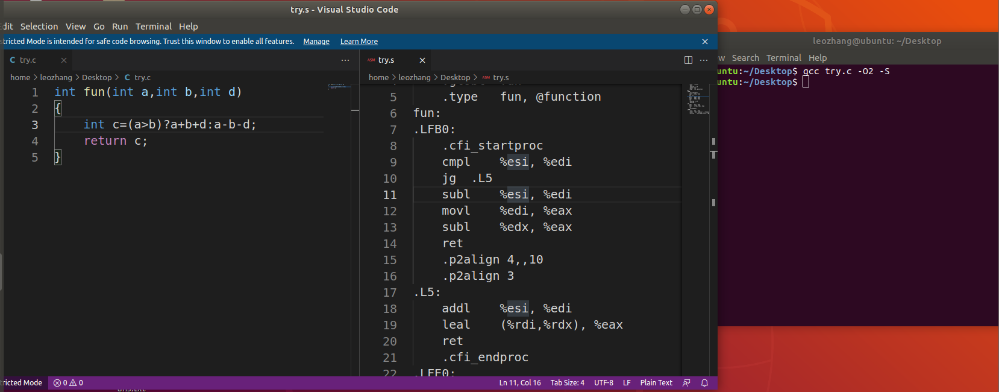 try.s - Visual Studio Code
Edit Selection View Go Run Terminal Help
tricted Mode is intended for safe code browsing. Trust this window to enable all features. Manage Learn More
try.c
home > leozhang > Desktop > C try.c
1 int fun(int a,int b,int d)
2 {
3 int c=(a>b)?a+b+d:a-b-d;
4 return c;
5 }
ASM try.s
home > leozhang > Desktop > ASM try.s
5 .type fun, @function
6 fun:
7 .LFB0:
8 .cfi_startproc
9 cmpl %esi, %edi
10 jg .L5
11 subl %esi, %edi
12 movl %edi, %eax
13 subl %edx, %eax
14 ret
15 .p2align 4,,10
16 .p2align 3
17 .L5:
18 addl %esi, %edi
19 leal (%rdi,%rdx), %eax
20 ret
21 .cfi_endproc
22 .LFE0:
tricted Mode 0 0 Ln 11, Col 16 Tab Size: 4 UTF-8 LF Plain Text
leozhang@ubuntu: ~/Desktop
w Search Terminal Help
untu:~/Desktop$ gcc try.c -O2 -S
untu:~/Desktop$